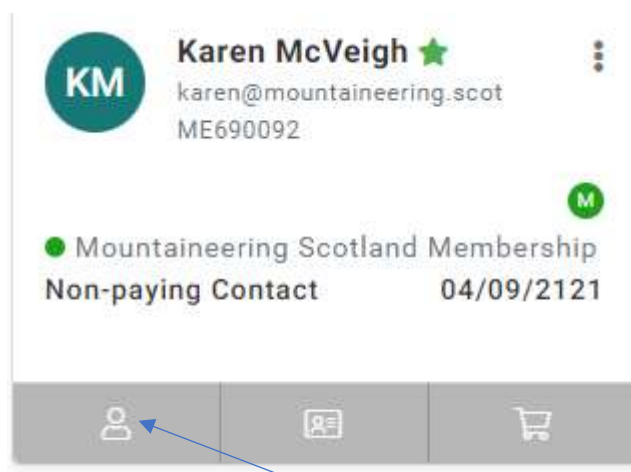 KM
Karen McVeigh
karen@mountaineering.scot
ME690092
M
Mountaineering Scotland Membership
Non-paying Contact 04/09/2121